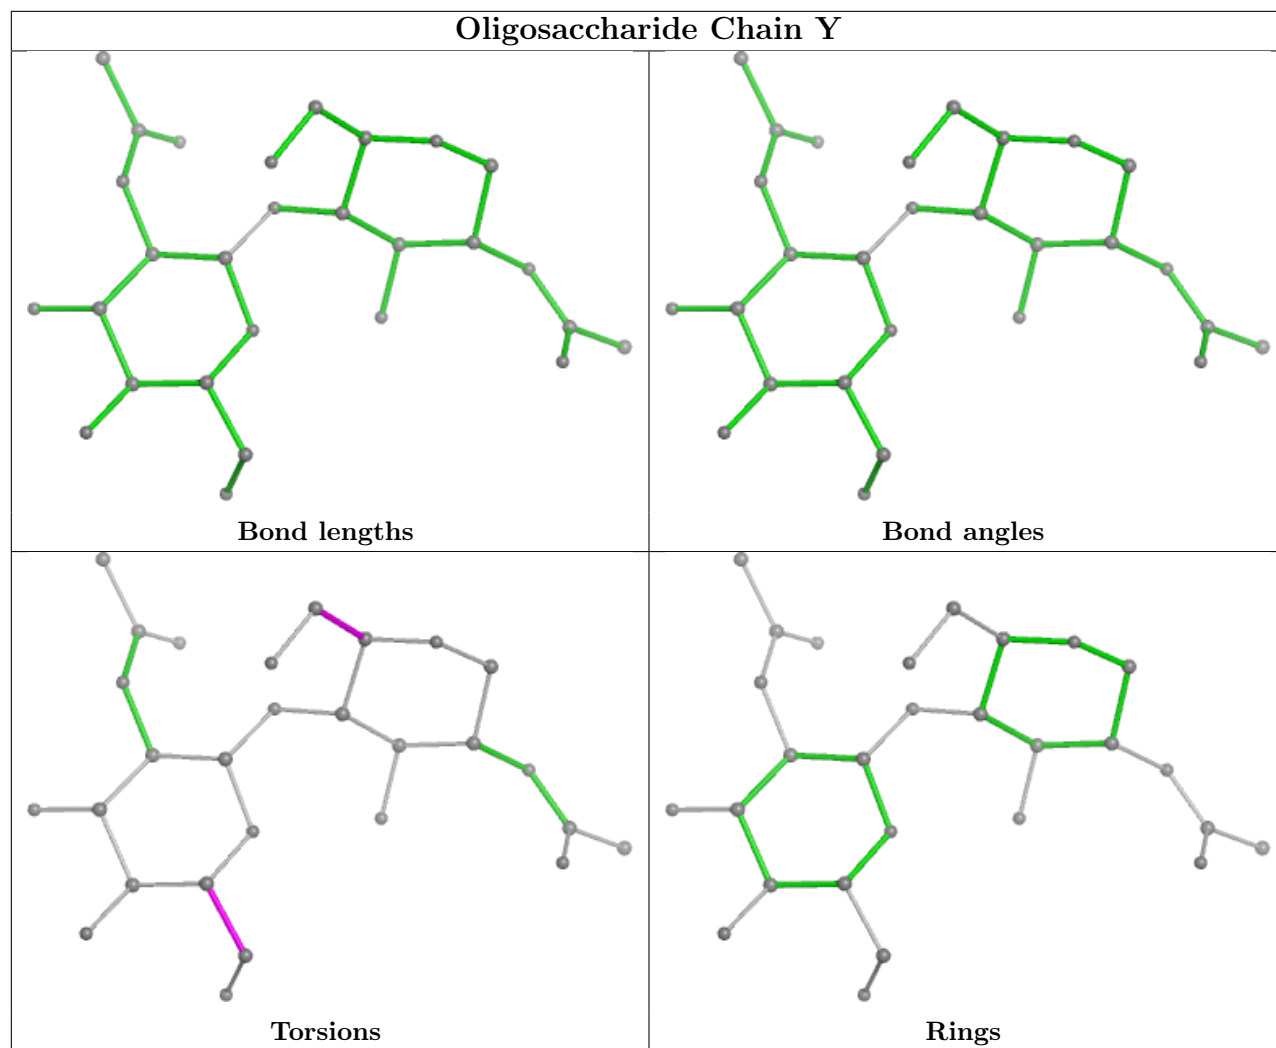 Oligosaccharide Chain Y
Bond lengths
Bond angles
Torsions
Rings